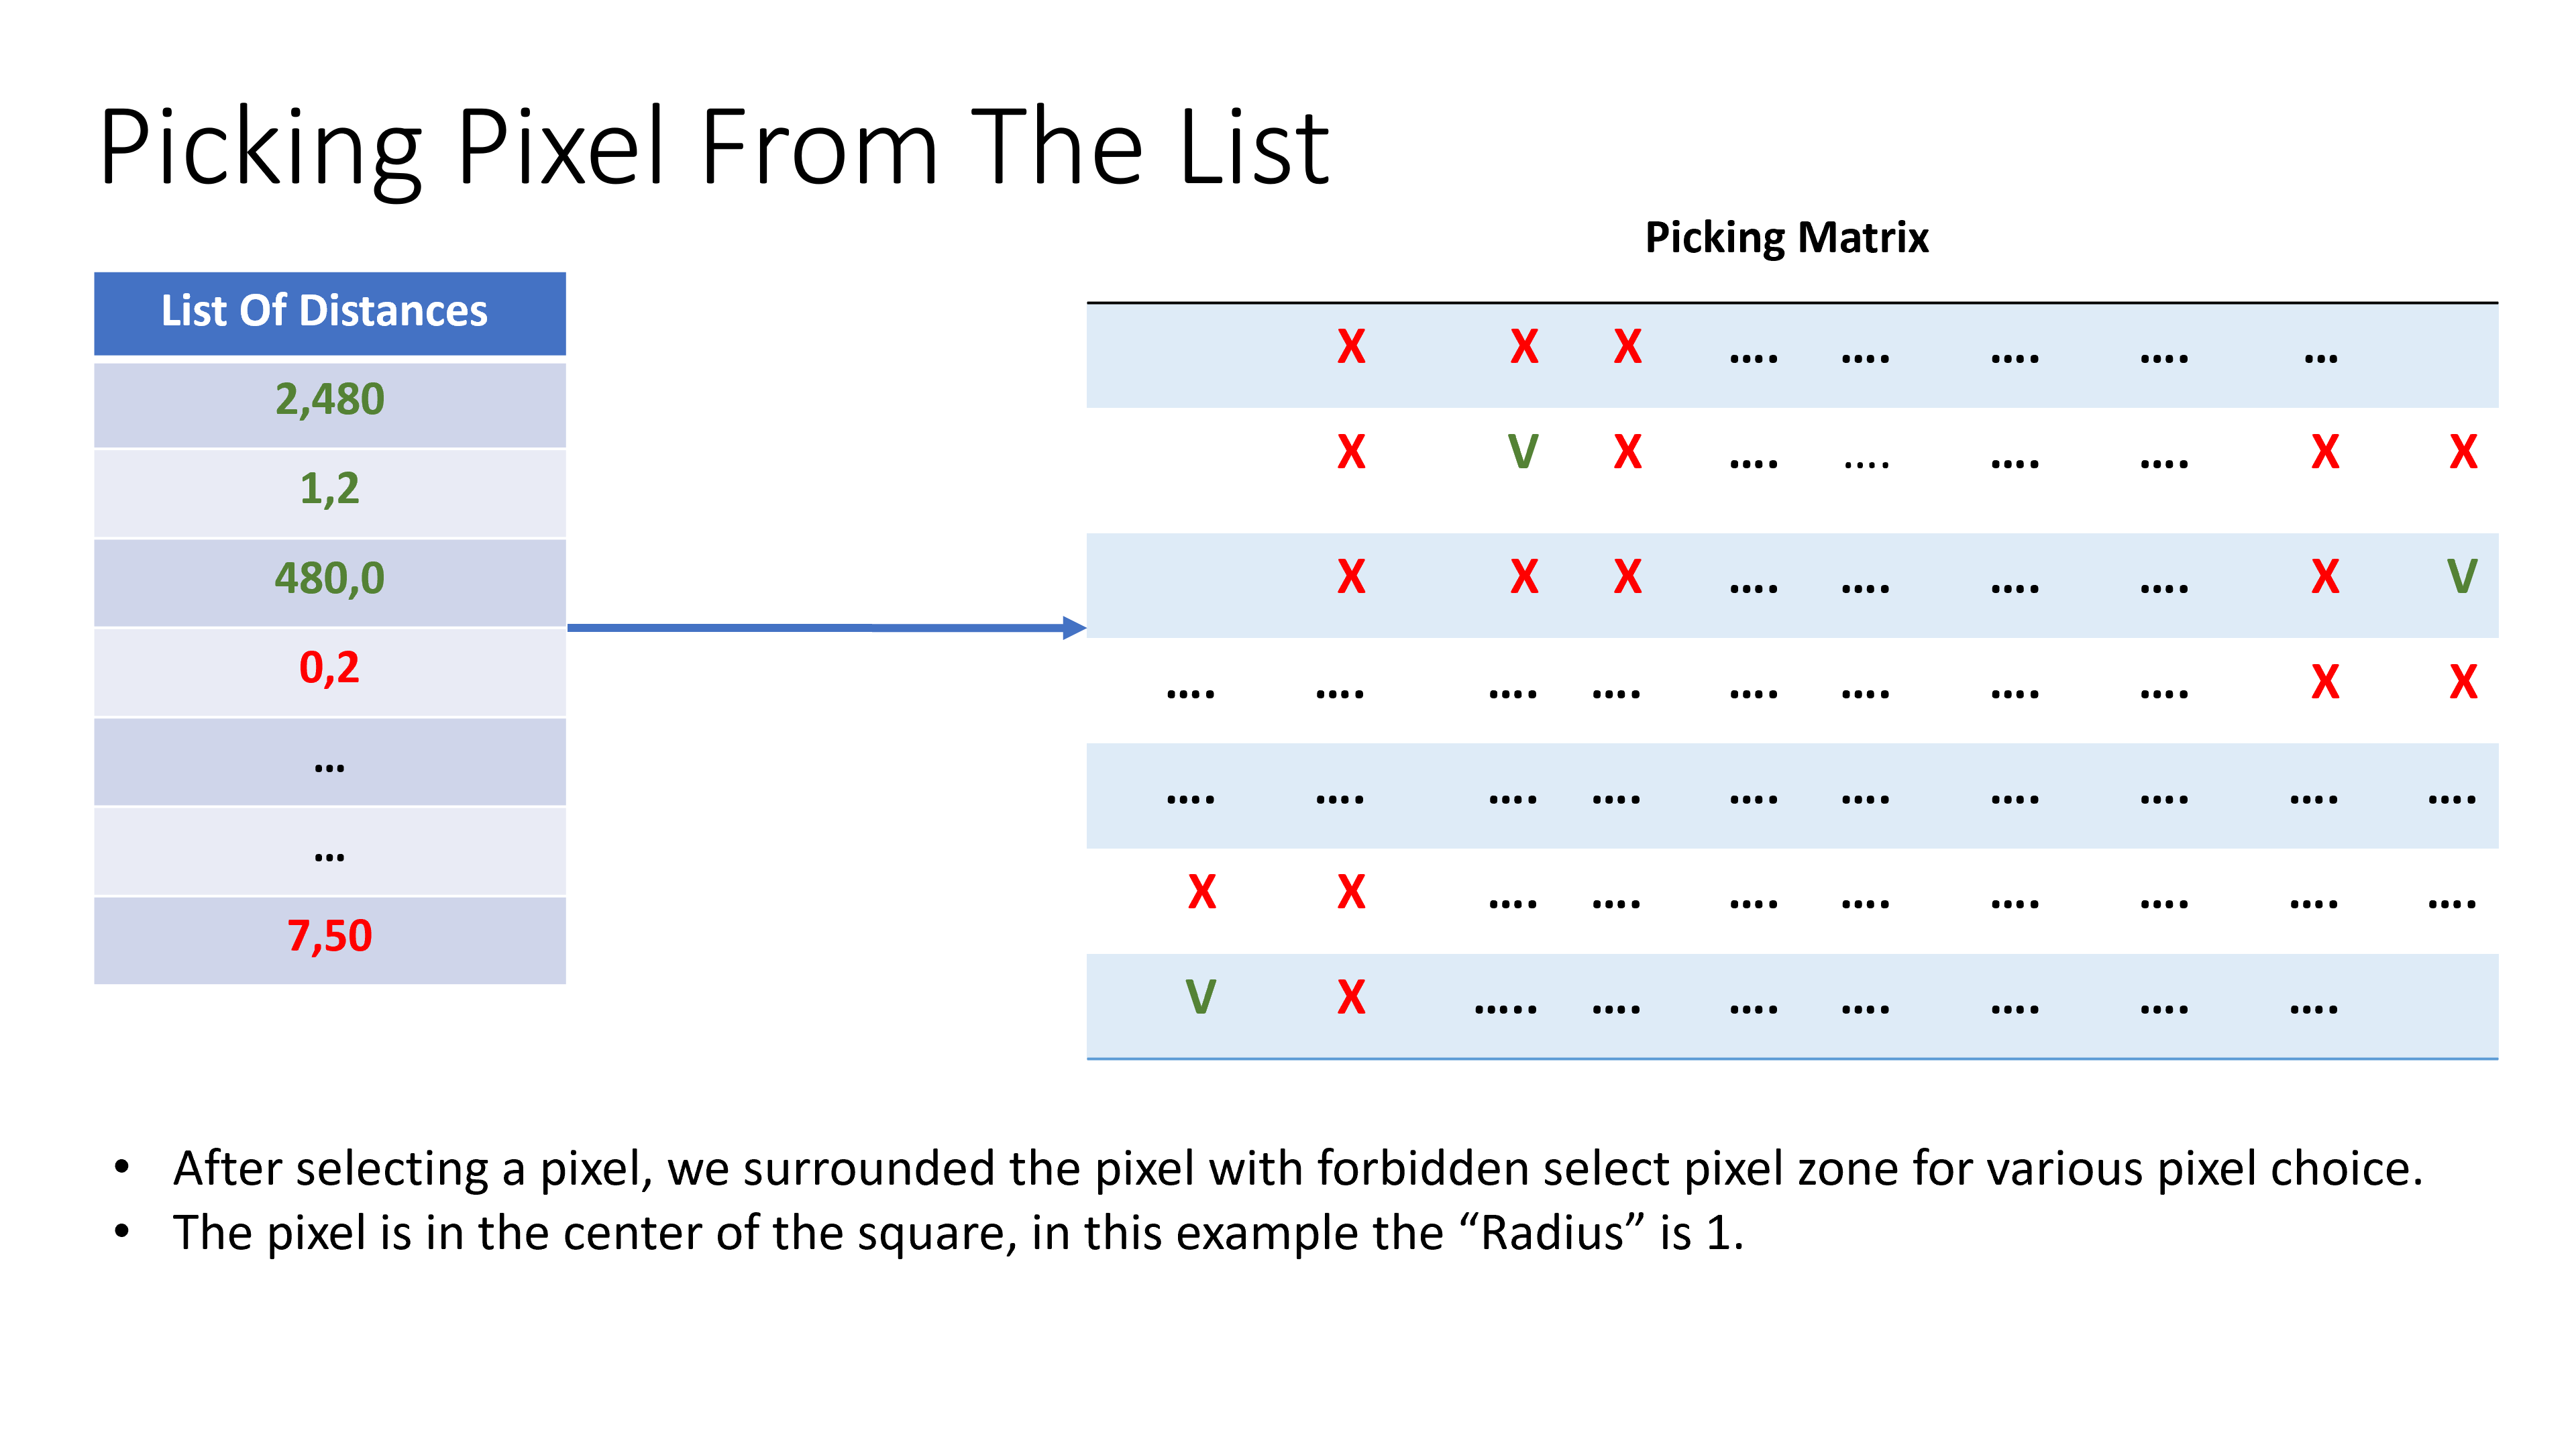 Picking Pixel From The List
List Of Distances
2,480
1,2
480,0
0,2
...
...
7,50
Picking Matrix
X X X .... .... .... .... ...
X V X .... .... .... .... X X
X X X .... .... .... .... X V
.... .... .... .... .... .... .... .... X X
.... .... .... .... .... .... .... .... .... ....
X X .... .... .... .... .... .... .... ....
V X ..... .... .... .... .... .... ....
• After selecting a pixel, we surrounded the pixel with forbidden select pixel zone for various pixel choice.
• The pixel is in the center of the square, in this example the “Radius” is 1.